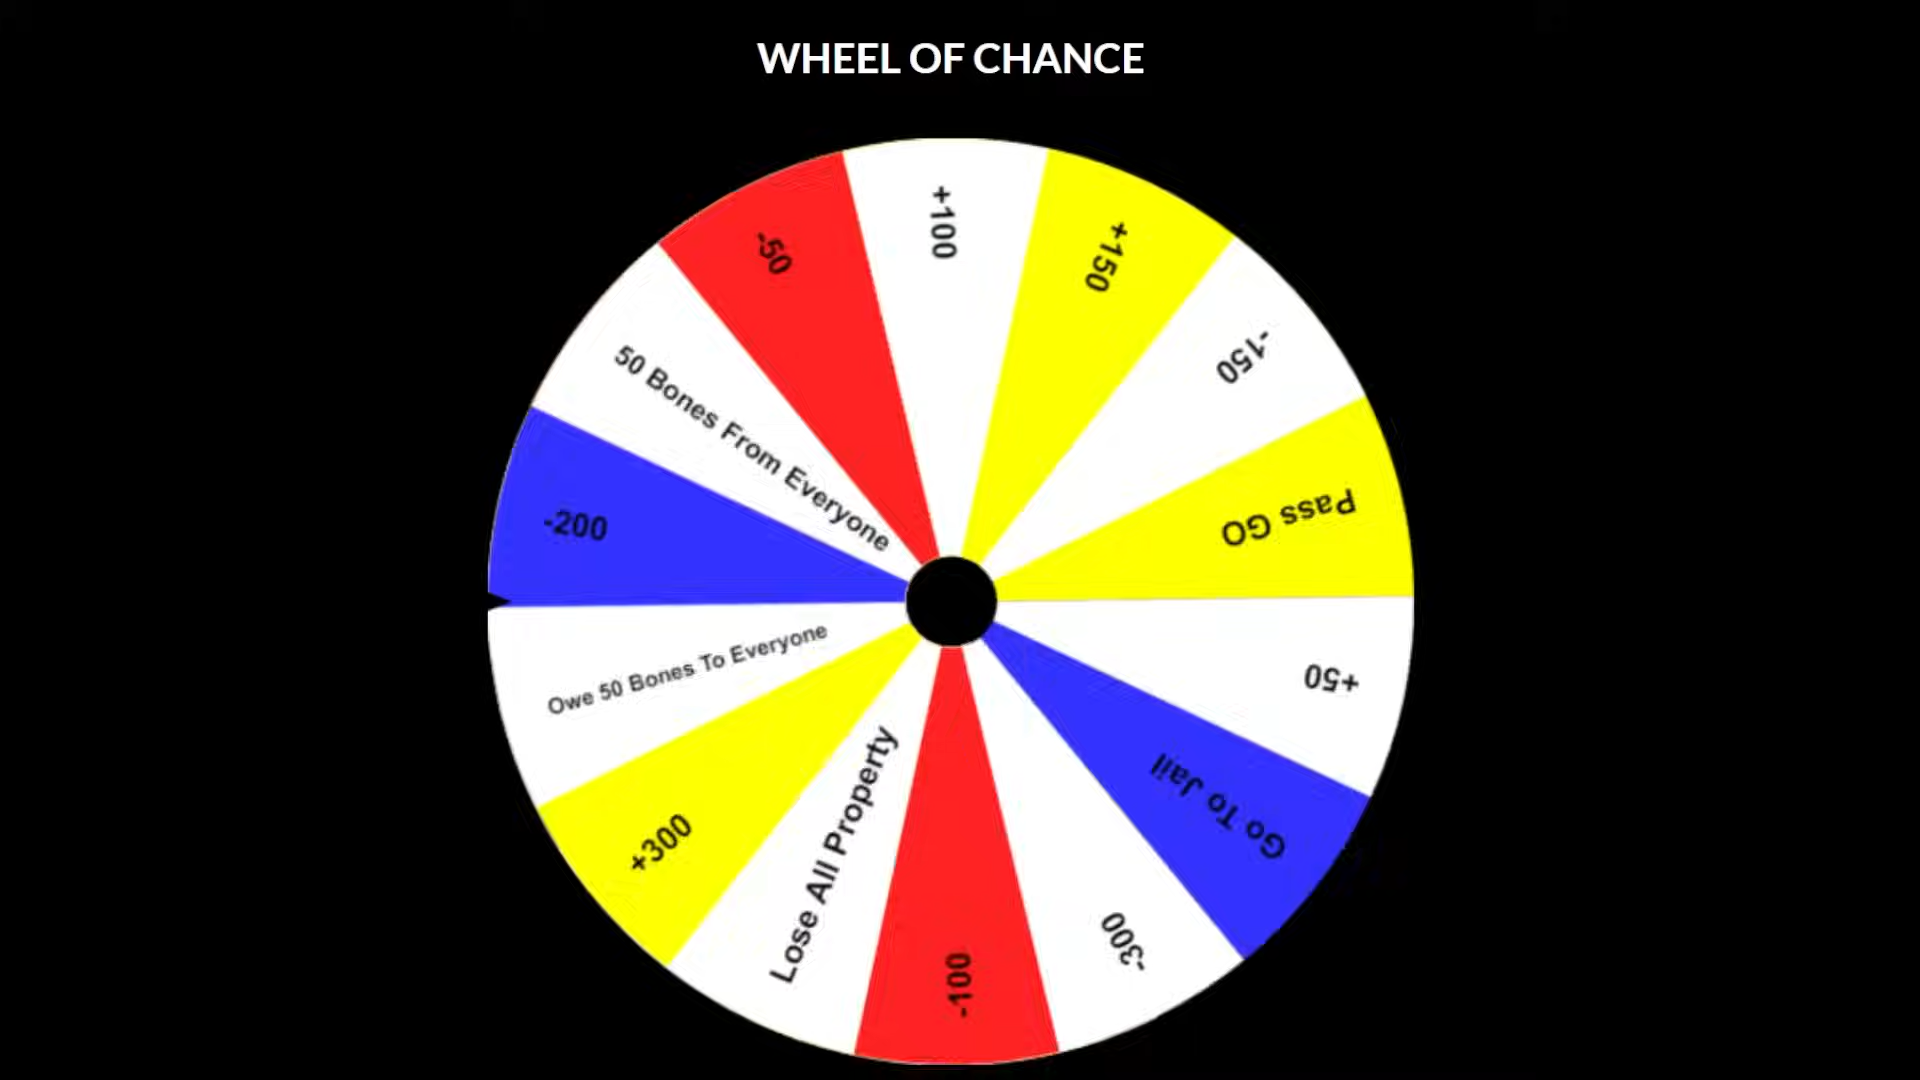 WHEEL OF CHANCE
+100
+150
-150
Pass GO
+50
Go To Jail
-300
-100
Lose All Property
+300
Owe 50 Bones To Everyone
-200
50 Bones From Everyone
-50